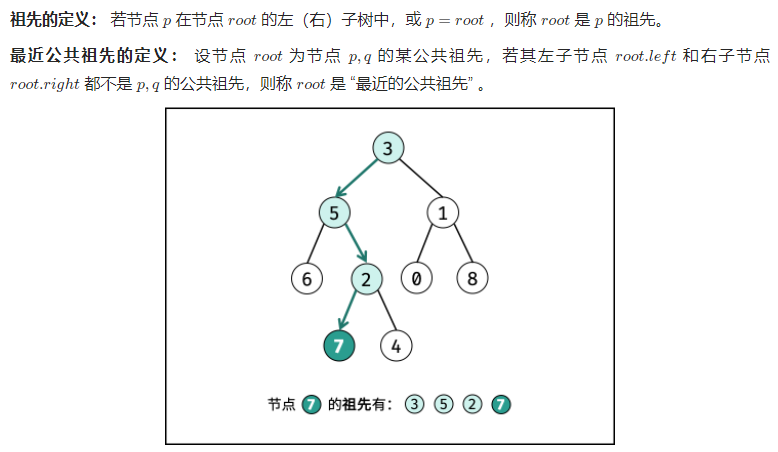 祖先的定义： 若节点 p 在节点 root 的左（右）子树中，或 p = root ，则称 root 是 p 的祖先。
最近公共祖先的定义： 设节点 root 为节点 p, q 的某公共祖先，若其左子节点 root.left 和右子节点
root.right 都不是 p, q 的公共祖先，则称 root 是 “最近的公共祖先” 。
3
5 1
6 2 0 8
7 4
节点 7 的祖先有： 3 5 2 7